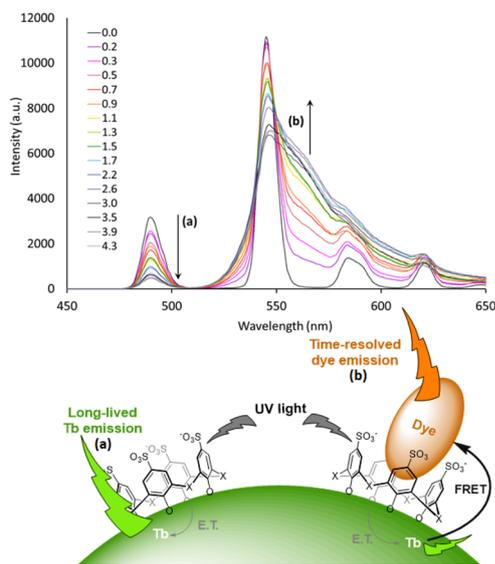 12000
10000
8000
6000
4000
2000
0
Intensity (a.u.)
0.0
0.2
0.3
0.5
0.7
0.9
1.1
1.3
1.5
1.7
2.2
2.6
3.0
3.5
3.9
4.3
(a)
(b)
450 500 550 600 650
Wavelength (nm)
Time-resolved
dye emission
(b)
Long-lived
Tb emission
(a)
UV light
Dye
FRET
⁻O₃S
SO₃⁻
SO₃⁻
X
X
O
O
Tb
E.T.
⁻O₃S
SO₃
SO₃⁻
X
X
X
O
E.T.
Tb